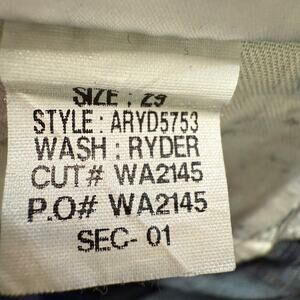 SIZE : 29
STYLE : ARYD5753
WASH : RYDER
CUT# WA2145
P.O# WA2145
SEC- 01